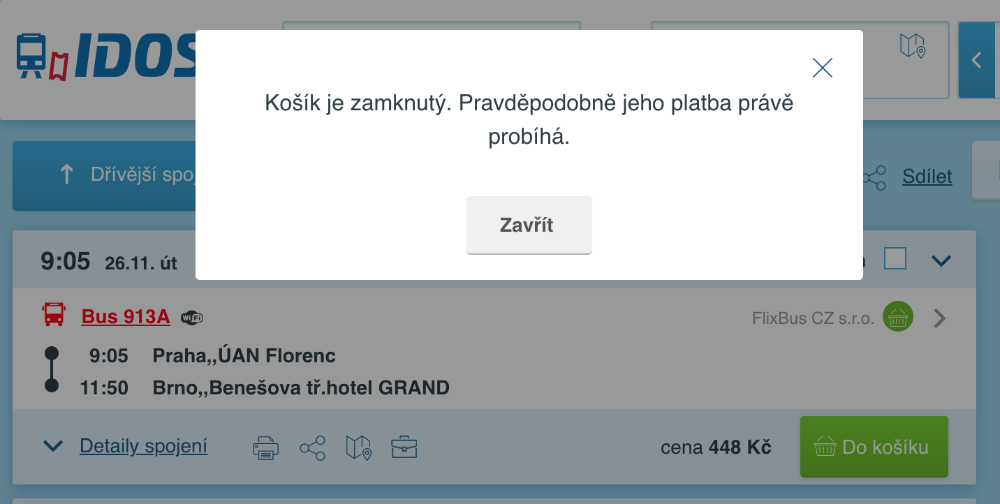 IDOS
Košík je zamknutý. Pravděpodobně jeho platba právě
probíhá.
Zavřít
Dřívější
Sdílet
9:05 26.11. út
Bus 913A WiFi
FlixBus CZ s.r.o.
9:05 Praha,,ÚAN Florenc
11:50 Brno,,Benešova tř.hotel GRAND
Detaily spojení
cena 448 Kč
Do košíku